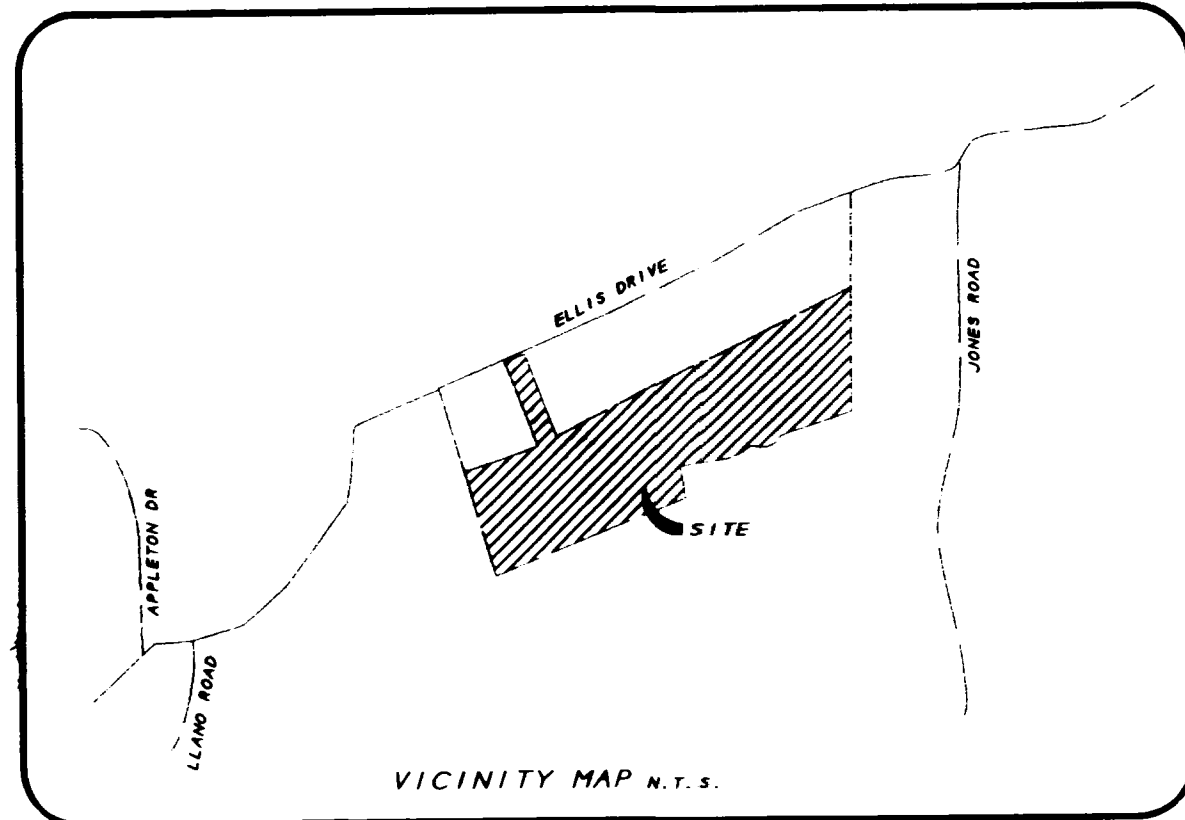 ELLIS DRIVE
JONES ROAD
APPLETON DR
SITE
LLANO ROAD
VICINITY MAP N.T.S.